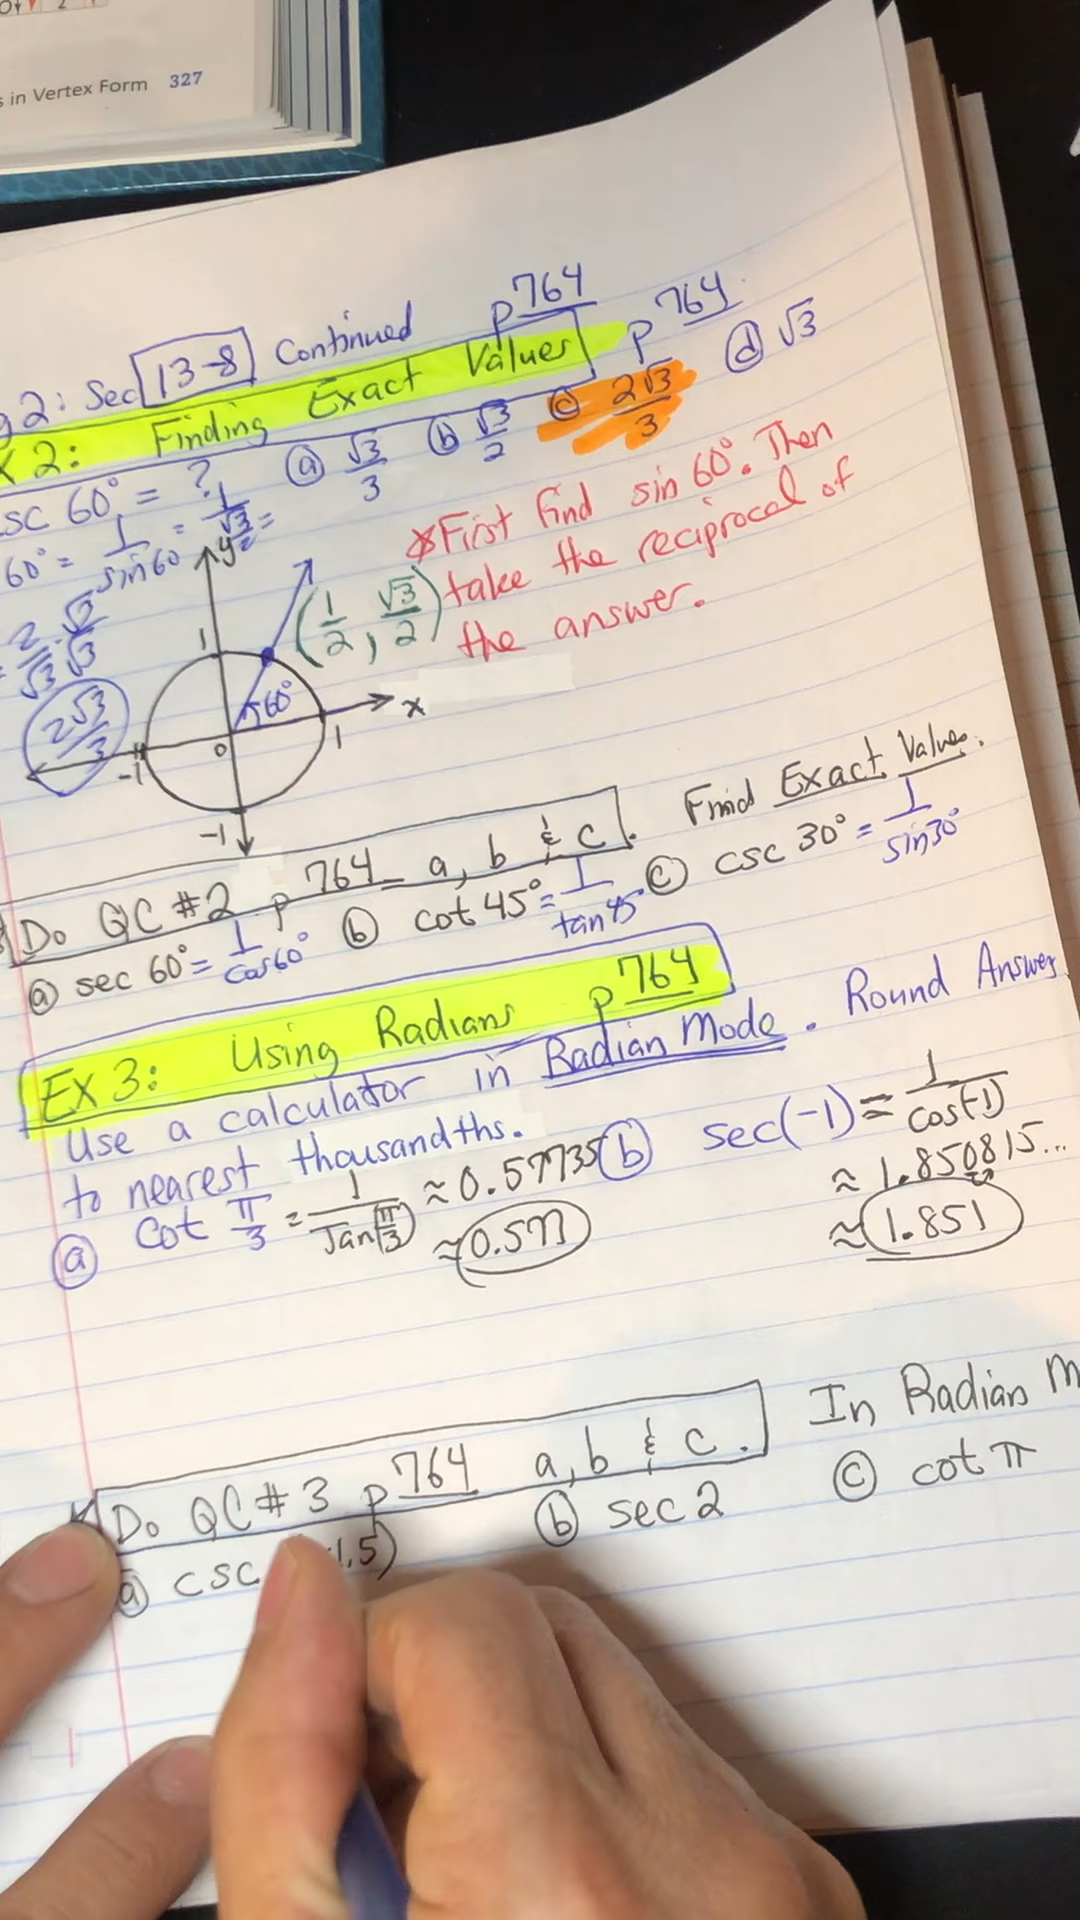 s in Vertex Form 327
2: Sec 13-8 Continued p 764
2: Finding Exact Values p 764
sc 60° = ? ⓐ √3/3 ⓑ √3/2 ⓒ 2√3/3 ⓓ √3
60° = 1/sin60 = 1/(√3/2) =
= 2/√3 · √3/√3
2√3/3
*First find sin 60°. Then
take the reciprocal of
the answer.
(1/2, √3/2)
y
1
60°
x
-1 0 1
-1
Do QC #2 p 764 a, b & c. Find Exact Values.
ⓐ sec 60° = 1/cos60° ⓑ cot 45° = 1/tan45 ⓒ csc 30° = 1/sin30°
Ex 3: Using Radians p 764
Use a calculator in Radian Mode. Round Answer
to nearest thousandths.
ⓐ cot π/3 = 1/Tan(π/3) ≈ 0.57735
≈ 0.577
ⓑ sec(-1) = 1/cos(-1)
≈ 1.850815...
≈ 1.851
Do QC #3 p 764 a, b & c. In Radian M
ⓐ csc 1.5) ⓑ sec 2 ⓒ cot π